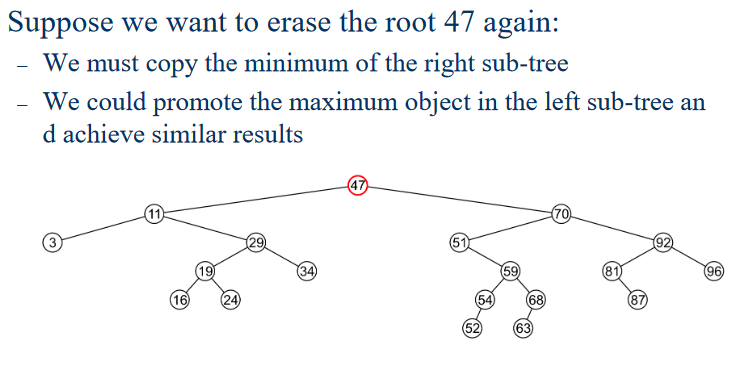 Suppose we want to erase the root 47 again:
– We must copy the minimum of the right sub-tree
– We could promote the maximum object in the left sub-tree an
d achieve similar results
47
11 70
3 29 51 92
19 34 59 81 96
16 24 54 68 87
52 63